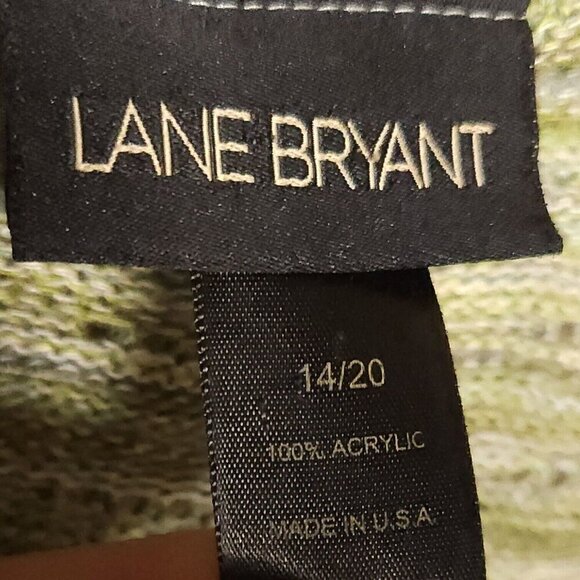 LANE BRYANT
14/20
100% ACRYLIC
MADE IN U.S.A.